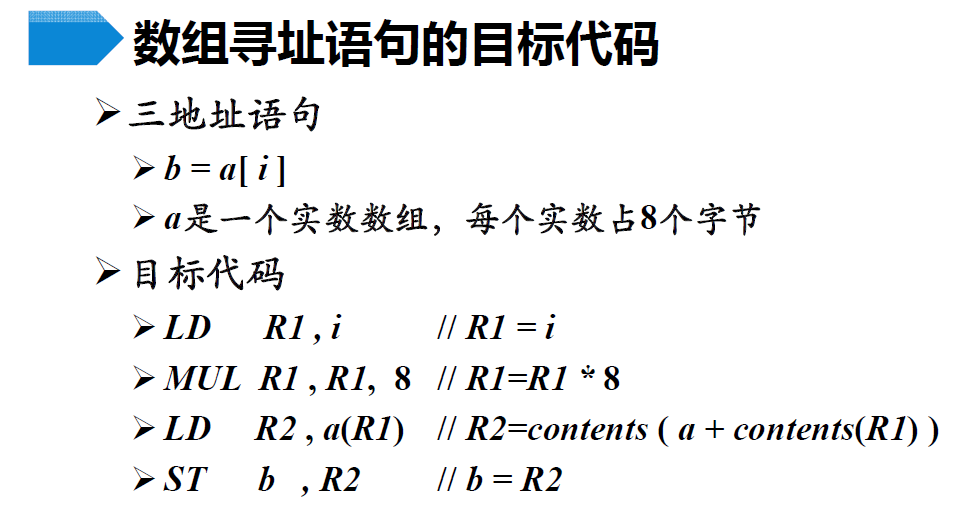 数组寻址语句的目标代码
➢三地址语句
➢b = a[ i ]
➢a是一个实数数组，每个实数占8个字节
➢目标代码
➢LD R1 , i // R1 = i
➢MUL R1 , R1, 8 // R1=R1 * 8
➢LD R2 , a(R1) // R2=contents ( a + contents(R1) )
➢ST b , R2 // b = R2